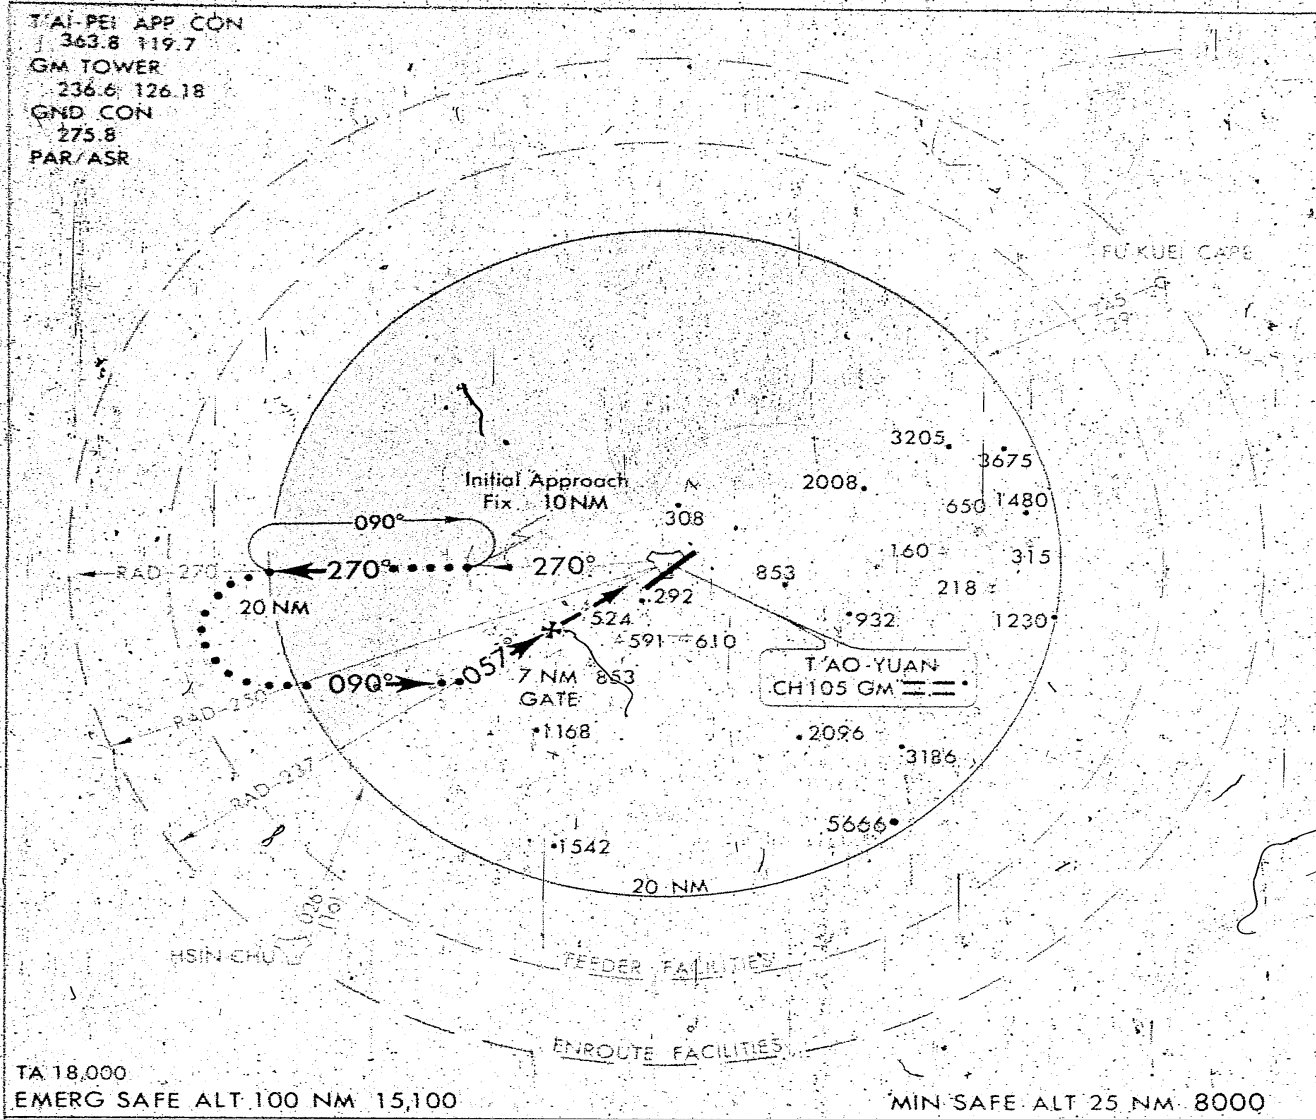 T'AI-PEI APP CON
363.8 119.7
GM TOWER
236.6 126.18
GND CON
275.8
PAR/ASR
FU KUEI CAPE
3205
3675
Initial Approach
Fix 10 NM
2008
650 1480
090°
308
160
315
RAD-270
270°
270°
853
218
20 NM
292
932
1230
524
591
610
057°
T'AO-YUAN
CH 105 GM
090°
7 NM
GATE
853
RAD-250
1168
2096
3186
RAD-237
5666
1542
20 NM
HSIN-CHU
FEEDER FACILITIES
ENROUTE FACILITIES
TA 18,000
EMERG SAFE ALT 100 NM 15,100
MIN SAFE ALT 25 NM 8000